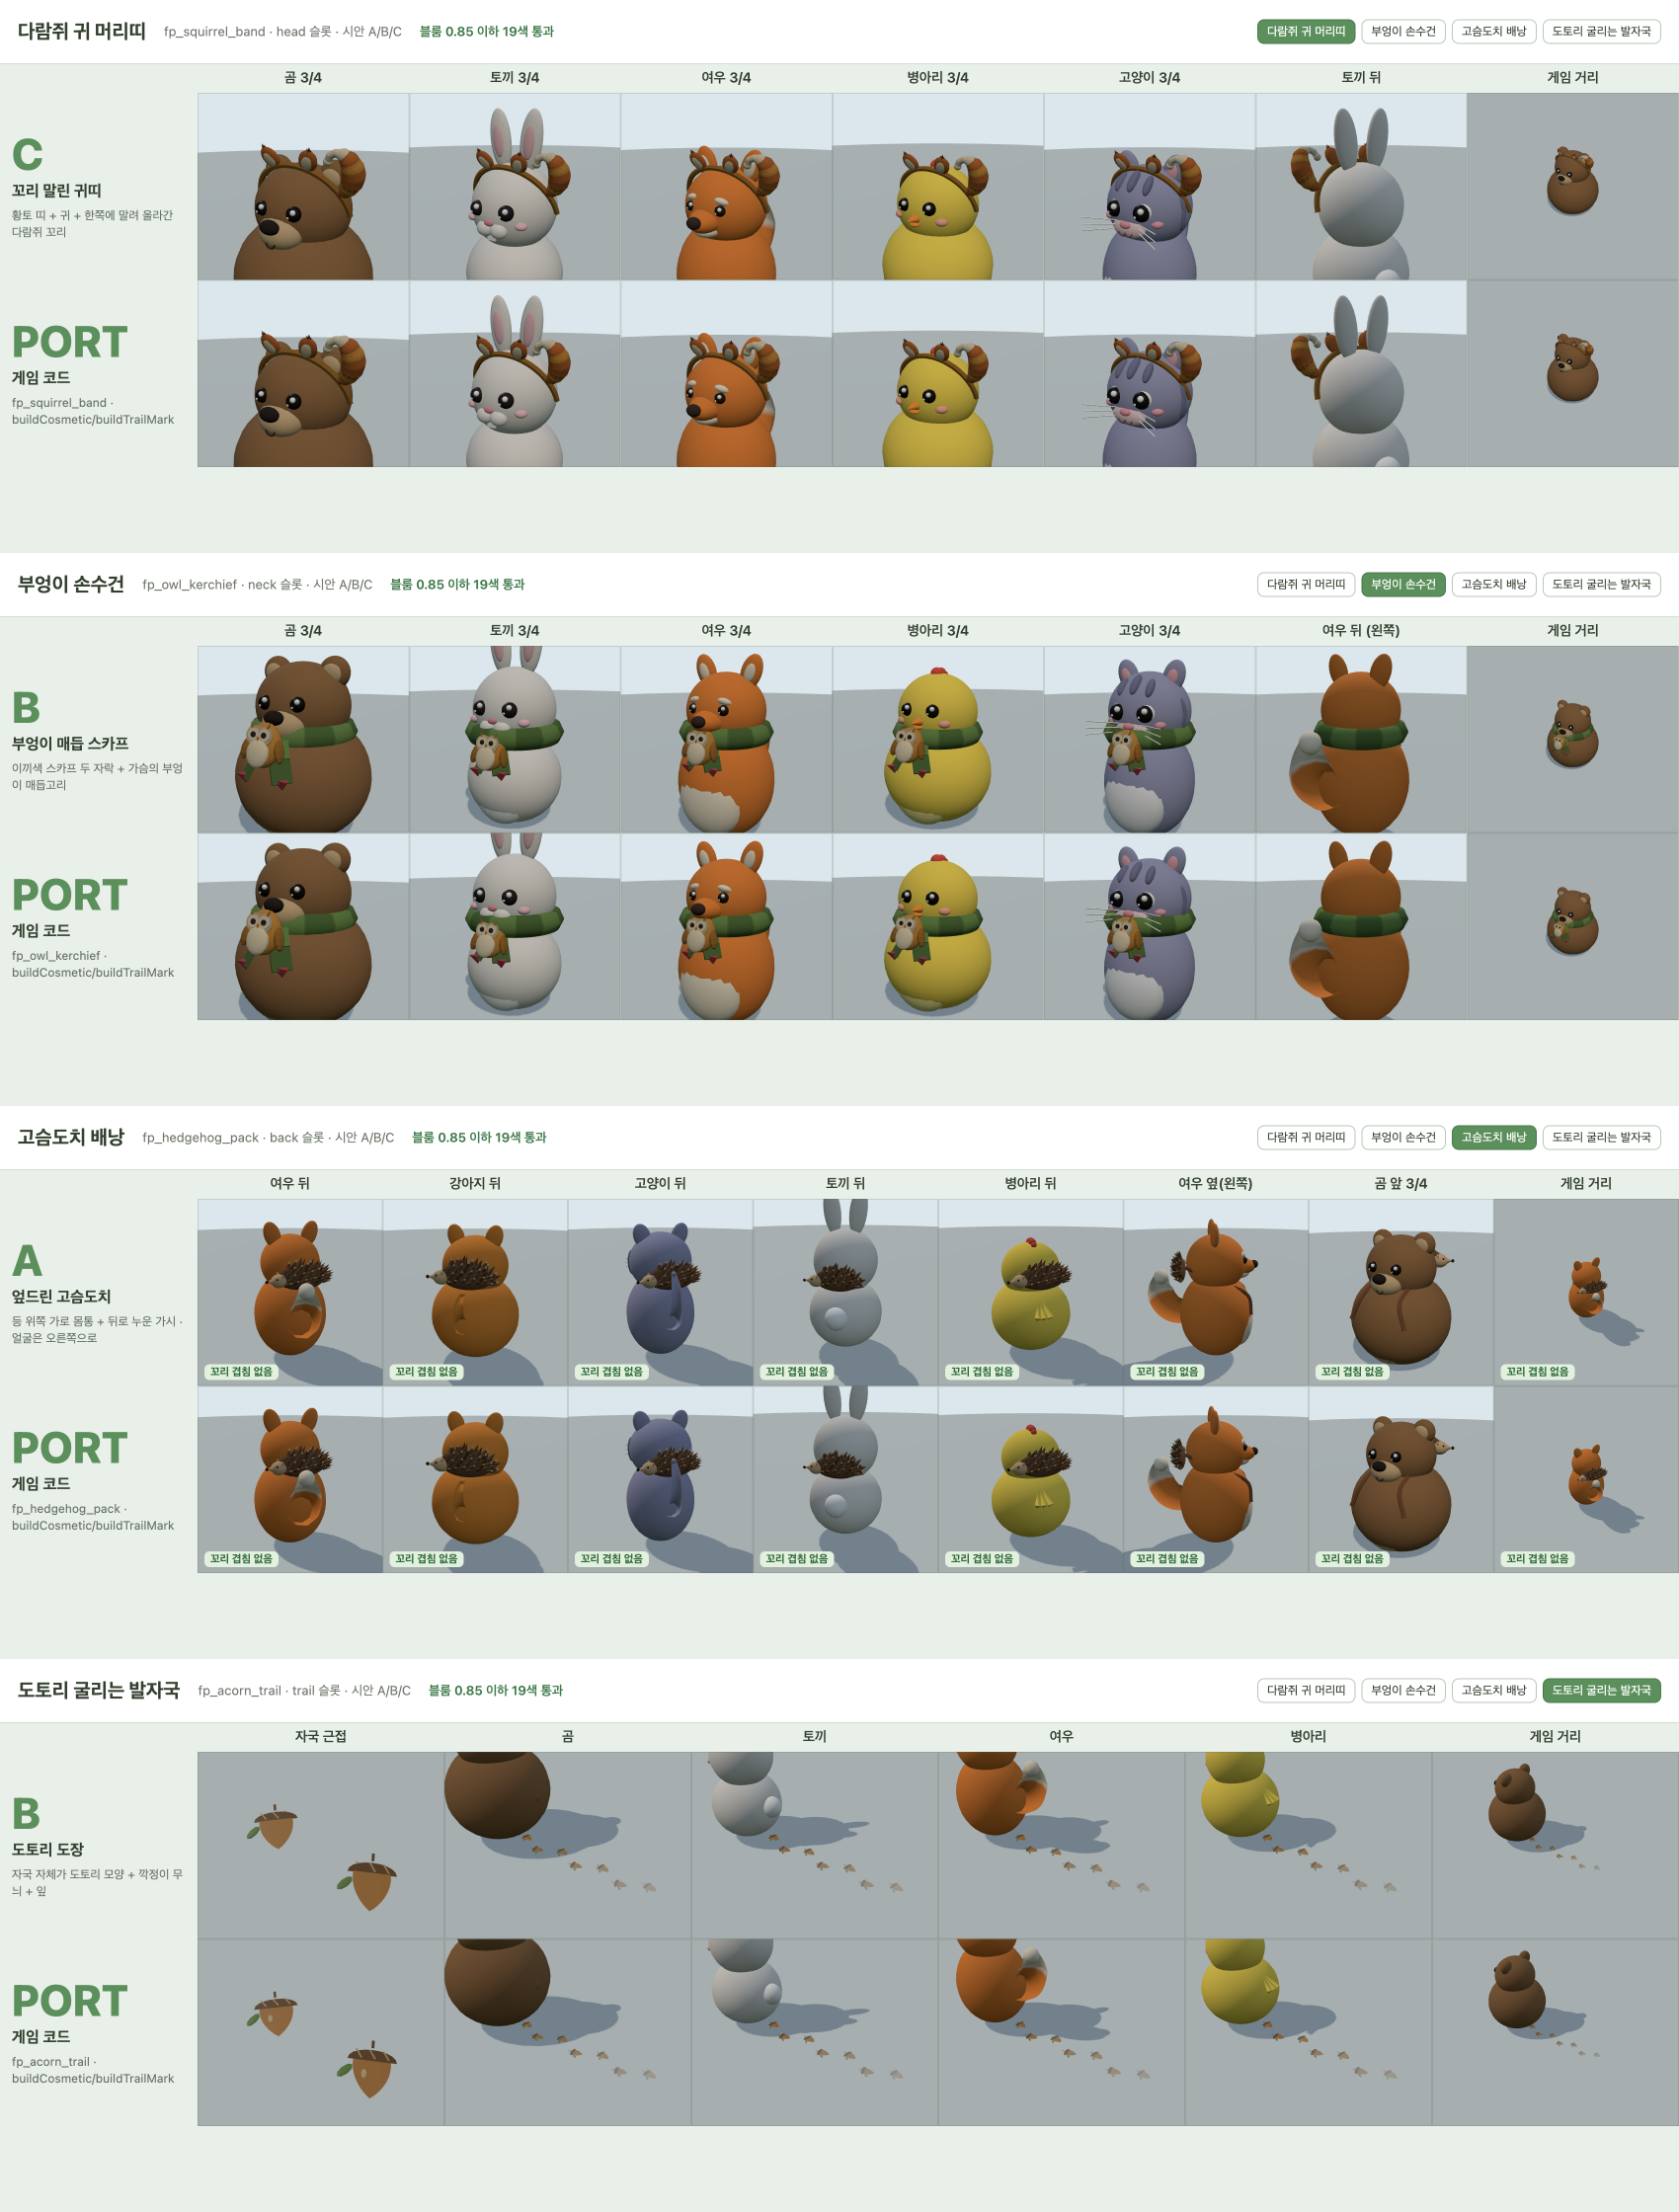 다람쥐 귀 머리띠 fp_squirrel_band · head 슬롯 · 시안 A/B/C 블룸 0.85 이하 19색 통과 다람쥐 귀 머리띠 부엉이 손수건 고슴도치 배낭 도토리 굴리는 발자국
곰 3/4 토끼 3/4 여우 3/4 병아리 3/4 고양이 3/4 토끼 뒤 게임 거리
C
꼬리 말린 귀띠
황토 띠 + 귀 + 한쪽에 말려 올라간
다람쥐 꼬리
PORT
게임 코드
fp_squirrel_band ·
buildCosmetic/buildTrailMark
부엉이 손수건 fp_owl_kerchief · neck 슬롯 · 시안 A/B/C 블룸 0.85 이하 19색 통과 다람쥐 귀 머리띠 부엉이 손수건 고슴도치 배낭 도토리 굴리는 발자국
곰 3/4 토끼 3/4 여우 3/4 병아리 3/4 고양이 3/4 여우 뒤 (왼쪽) 게임 거리
B
부엉이 매듭 스카프
이끼색 스카프 두 자락 + 가슴의 부엉
이 매듭고리
PORT
게임 코드
fp_owl_kerchief ·
buildCosmetic/buildTrailMark
고슴도치 배낭 fp_hedgehog_pack · back 슬롯 · 시안 A/B/C 블룸 0.85 이하 19색 통과 다람쥐 귀 머리띠 부엉이 손수건 고슴도치 배낭 도토리 굴리는 발자국
여우 뒤 강아지 뒤 고양이 뒤 토끼 뒤 병아리 뒤 여우 옆(왼쪽) 곰 앞 3/4 게임 거리
A
엎드린 고슴도치
등 위쪽 가로 몸통 + 뒤로 누운 가시 ·
얼굴은 오른쪽으로
꼬리 겹침 없음 꼬리 겹침 없음 꼬리 겹침 없음 꼬리 겹침 없음 꼬리 겹침 없음 꼬리 겹침 없음 꼬리 겹침 없음 꼬리 겹침 없음
PORT
게임 코드
fp_hedgehog_pack ·
buildCosmetic/buildTrailMark
꼬리 겹침 없음 꼬리 겹침 없음 꼬리 겹침 없음 꼬리 겹침 없음 꼬리 겹침 없음 꼬리 겹침 없음 꼬리 겹침 없음 꼬리 겹침 없음
도토리 굴리는 발자국 fp_acorn_trail · trail 슬롯 · 시안 A/B/C 블룸 0.85 이하 19색 통과 다람쥐 귀 머리띠 부엉이 손수건 고슴도치 배낭 도토리 굴리는 발자국
자국 근접 곰 토끼 여우 병아리 게임 거리
B
도토리 도장
자국 자체가 도토리 모양 + 깍정이 무
늬 + 잎
PORT
게임 코드
fp_acorn_trail ·
buildCosmetic/buildTrailMark